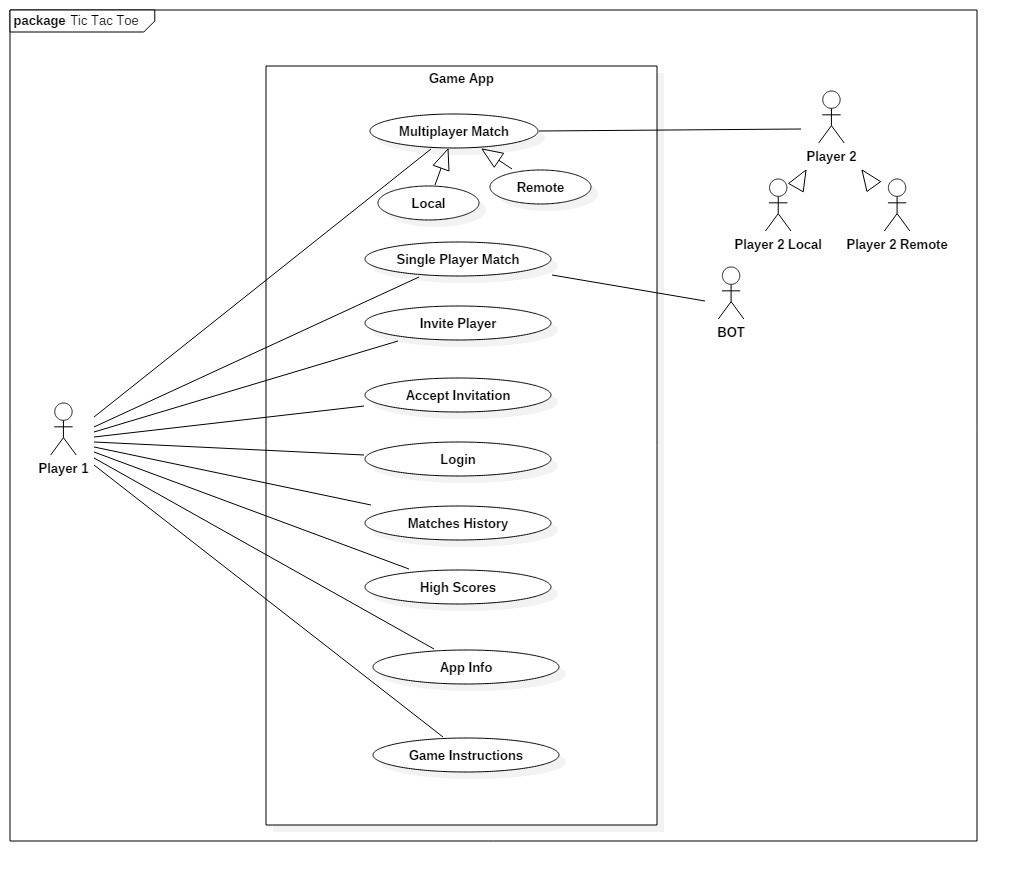 package Tic Tac Toe
Game App
Multiplayer Match
Local
Remote
Single Player Match
Invite Player
Accept Invitation
Login
Matches History
High Scores
App Info
Game Instructions
Player 1
Player 2
Player 2 Local
Player 2 Remote
BOT